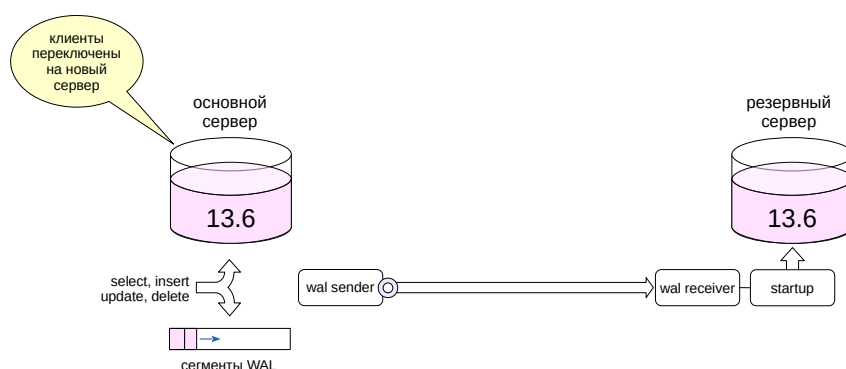 клиенты
переключены
на новый
сервер
основной
сервер
резервный
сервер
13.6
13.6
select, insert
update, delete
wal sender
wal receiver
startup
сегменты WAL